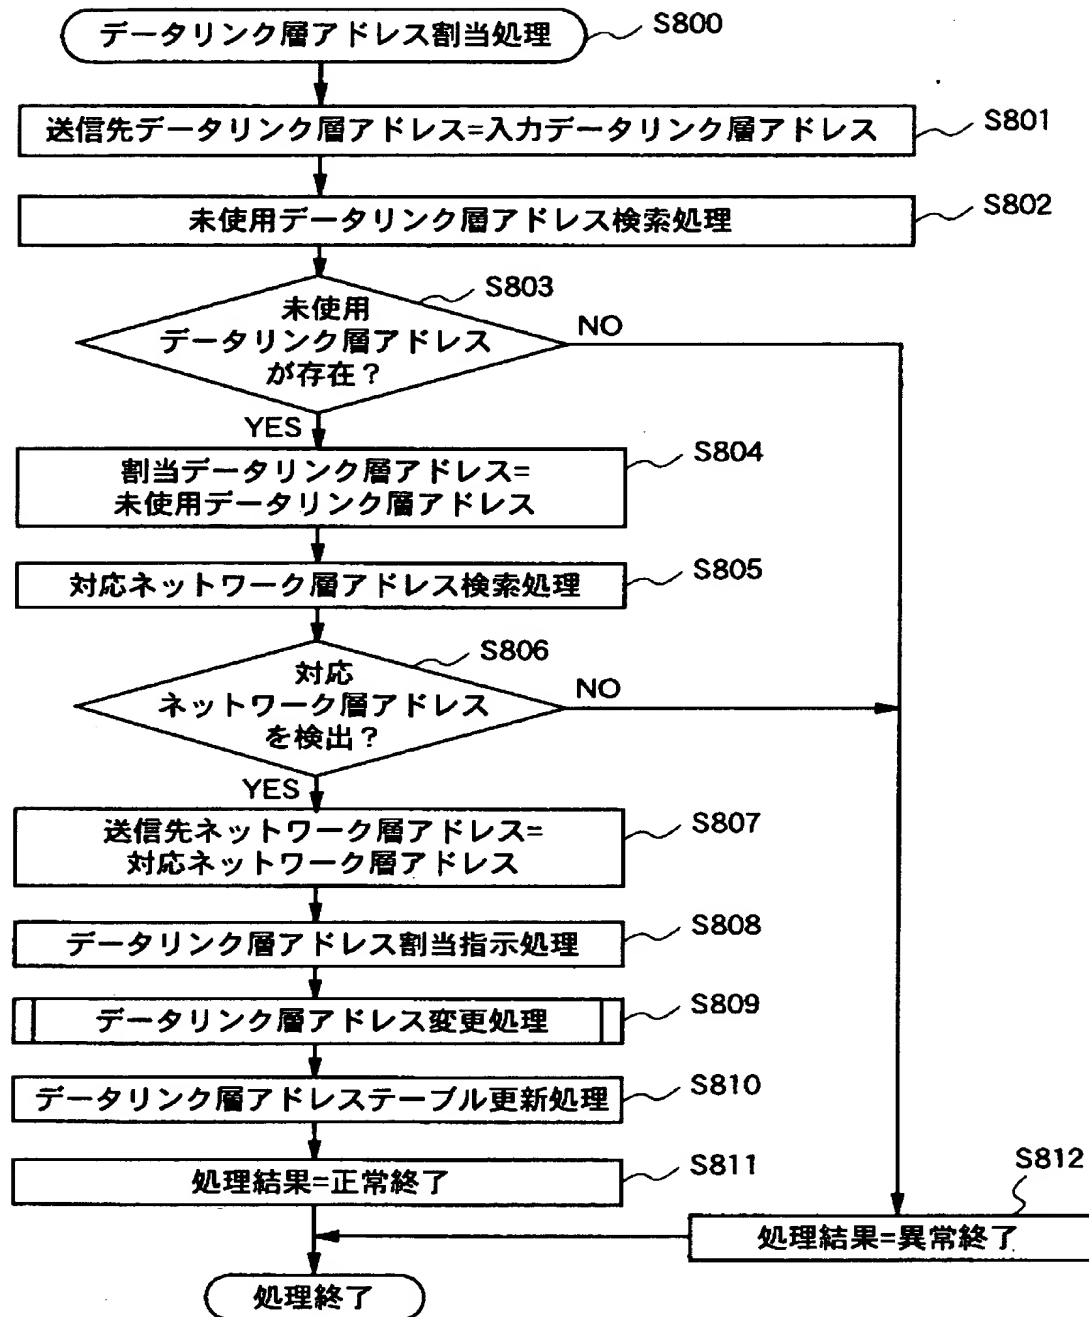 データリンク層アドレス割当処理
S800
送信先データリンク層アドレス=入力データリンク層アドレス
S801
未使用データリンク層アドレス検索処理
S802
S803
未使用
データリンク層アドレス
が存在?
NO
YES
割当データリンク層アドレス=
未使用データリンク層アドレス
S804
対応ネットワーク層アドレス検索処理
S805
S806
対応
ネットワーク層アドレス
を検出?
NO
YES
送信先ネットワーク層アドレス=
対応ネットワーク層アドレス
S807
データリンク層アドレス割当指示処理
S808
データリンク層アドレス変更処理
S809
データリンク層アドレステーブル更新処理
S810
処理結果=正常終了
S811
S812
処理結果=異常終了
処理終了